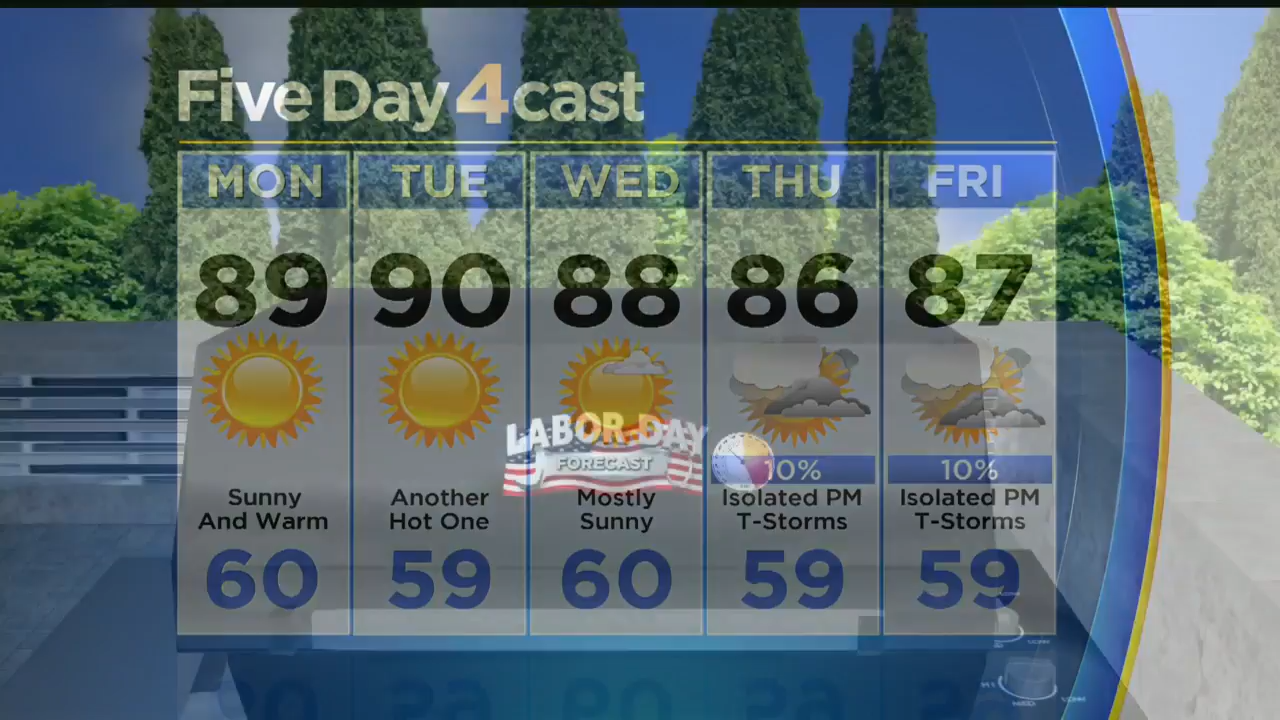 Five Day 4cast
MON TUE WED THU FRI
89 90 88 86 87
LABOR DAY
FORECAST
10% 10%
Sunny
And Warm
Another
Hot One
Mostly
Sunny
Isolated PM
T-Storms
Isolated PM
T-Storms
60 59 60 59 59